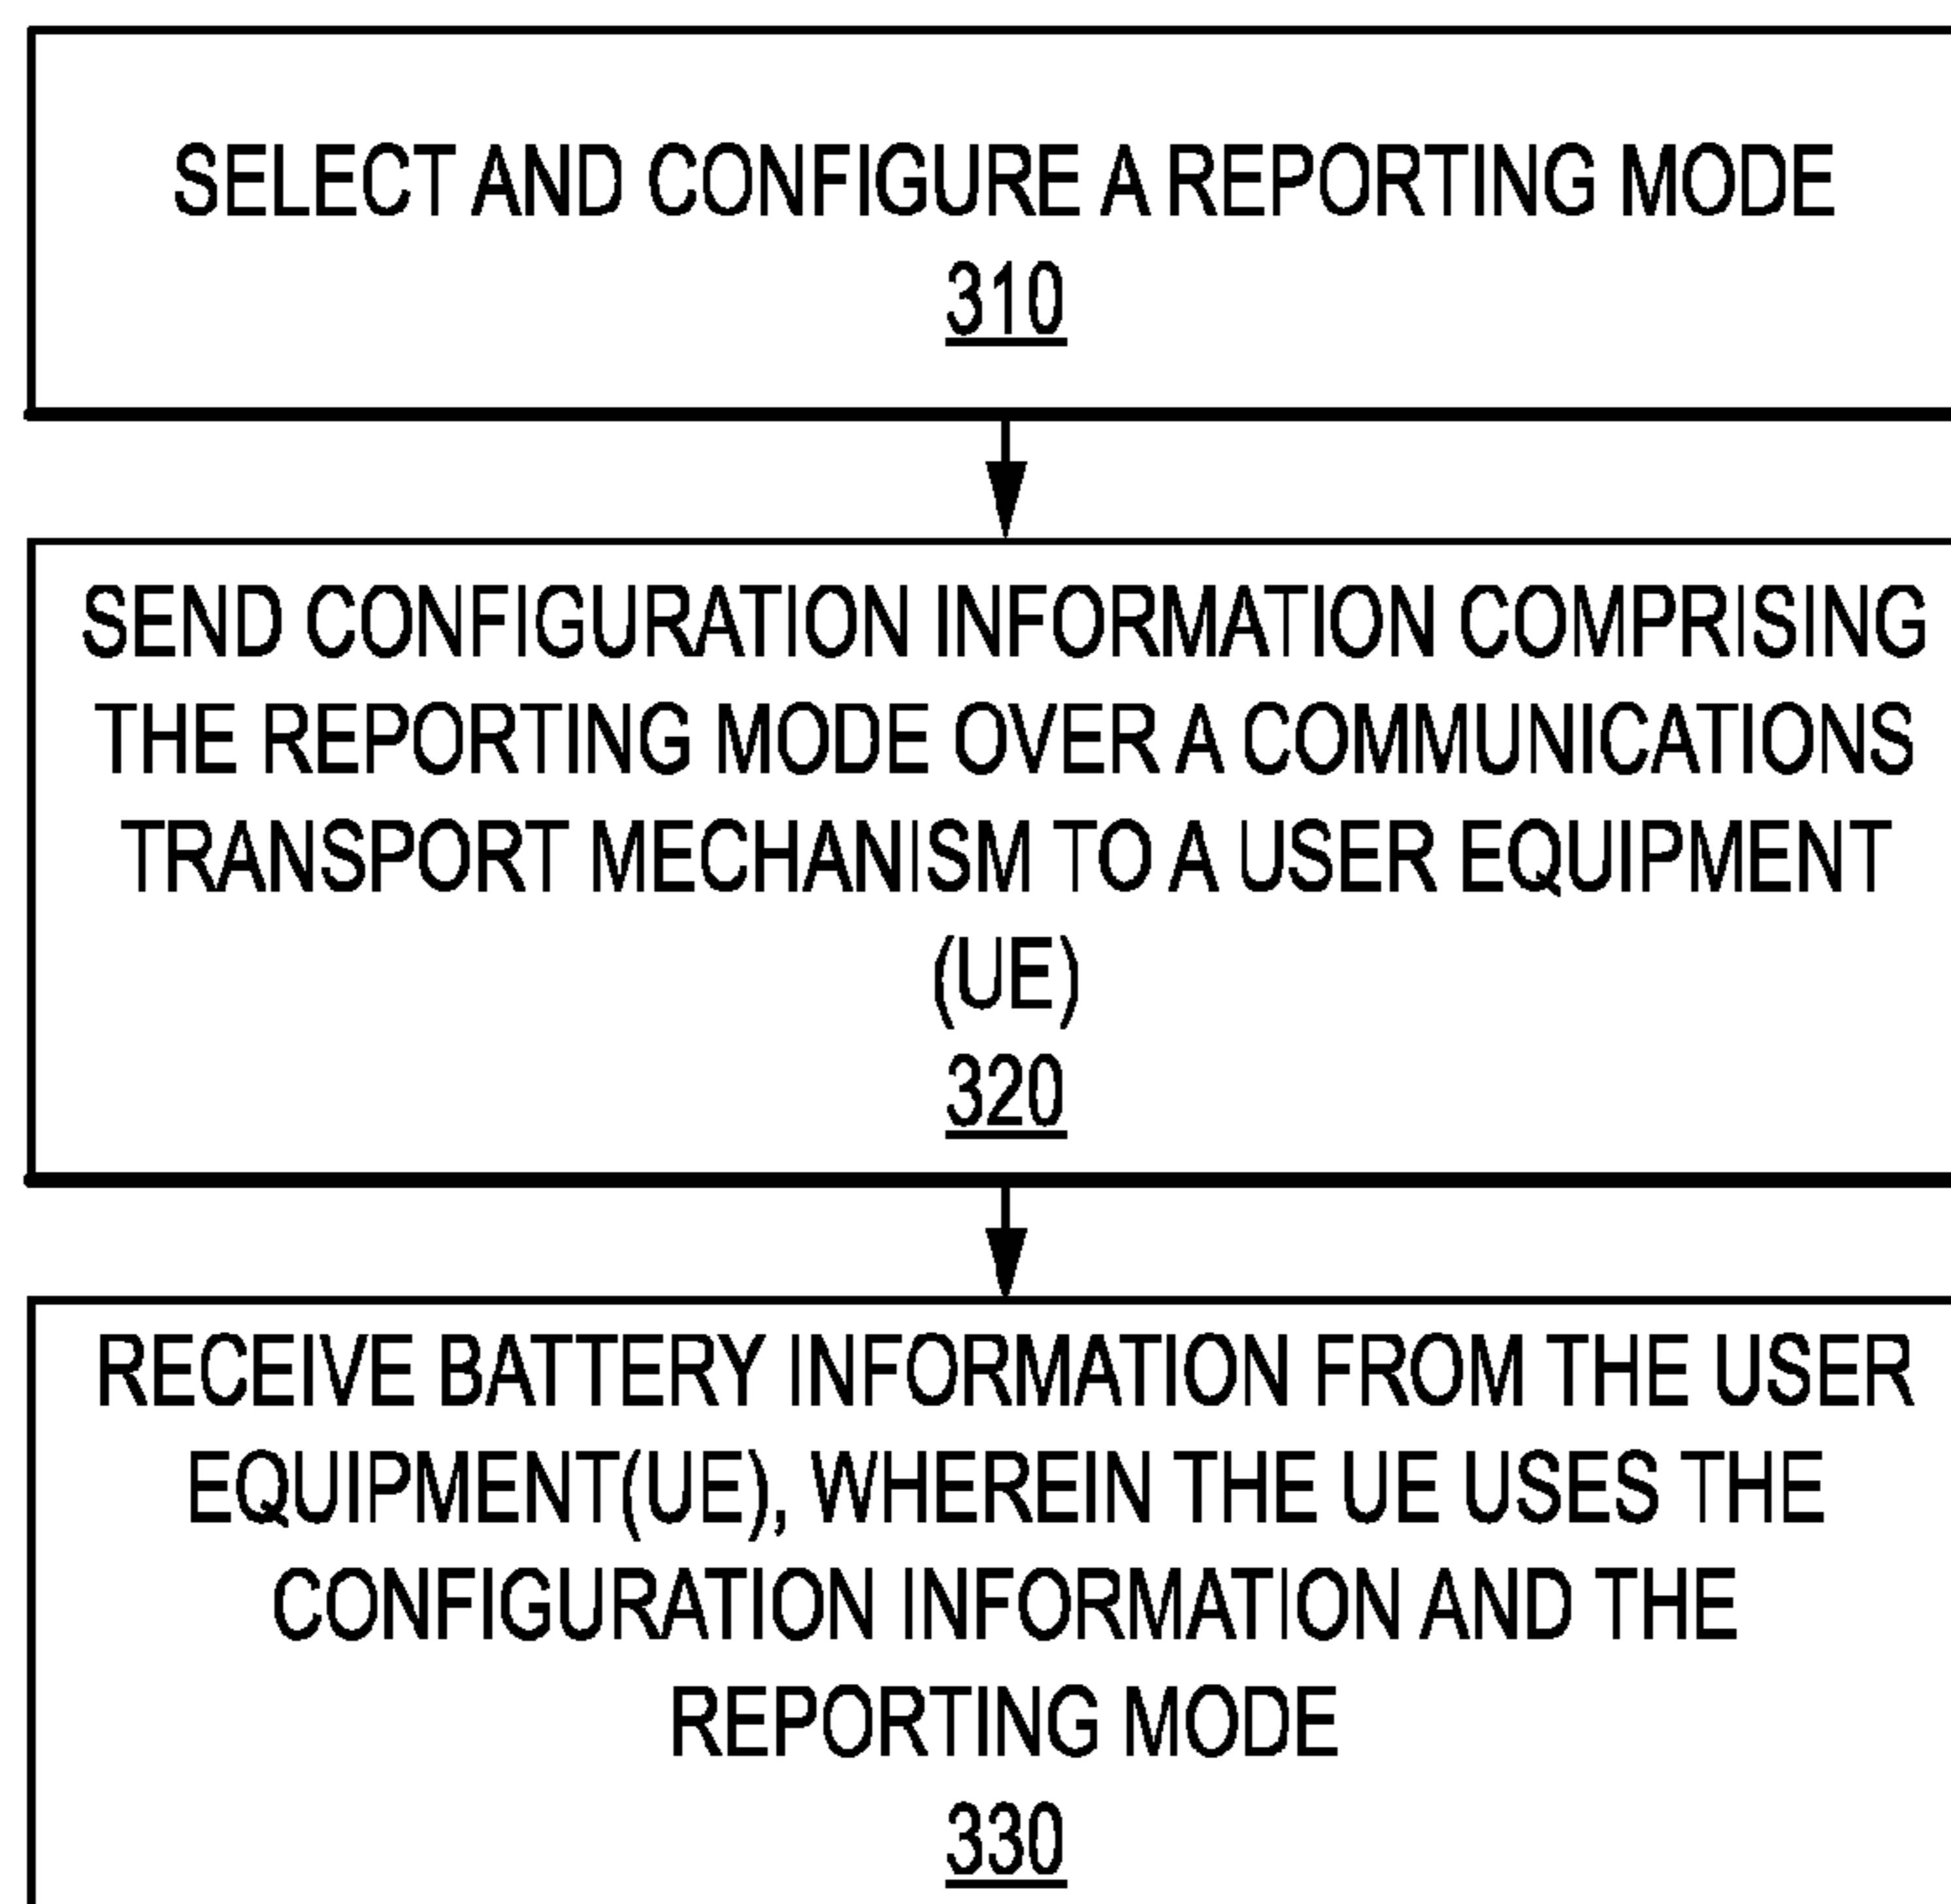 SELECT AND CONFIGURE A REPORTING MODE
310
SEND CONFIGURATION INFORMATION COMPRISING
THE REPORTING MODE OVER A COMMUNICATIONS
TRANSPORT MECHANISM TO A USER EQUIPMENT
(UE)
320
RECEIVE BATTERY INFORMATION FROM THE USER
EQUIPMENT(UE), WHEREIN THE UE USES THE
CONFIGURATION INFORMATION AND THE
REPORTING MODE
330